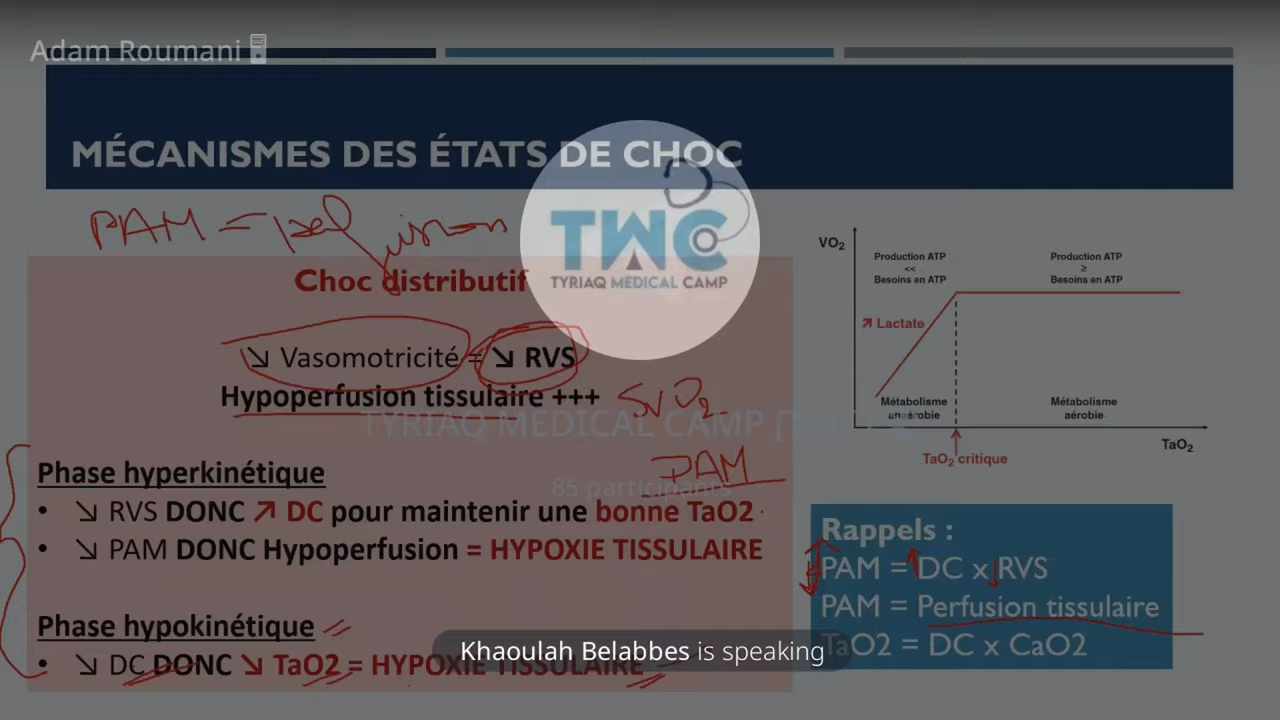 Adam Roumani
MÉCANISMES DES ÉTATS DE CHOC
PAM = perfusion
TWC
TYRIAQ MEDICAL CAMP
Choc distributif
↘ Vasomotricité = ↘ RVS
Hypoperfusion tissulaire +++ SvO2
TYRIAQ MEDICAL CAMP
85 participants
PAM
Phase hyperkinétique
• ↘ RVS DONC ↗ DC pour maintenir une bonne TaO2
• ↘ PAM DONC Hypoperfusion = HYPOXIE TISSULAIRE
Phase hypokinétique
• ↘ DC DONC ↘ TaO2 = HYPOXIE TISSULAIRE
VO2
Production ATP
<<
Besoins en ATP
Production ATP
≥
Besoins en ATP
↗ Lactate
Métabolisme
anaérobie
Métabolisme
aérobie
TaO2
TaO2 critique
Rappels :
PAM = DC x RVS
PAM = Perfusion tissulaire
TaO2 = DC x CaO2
Khaoulah Belabbes is speaking